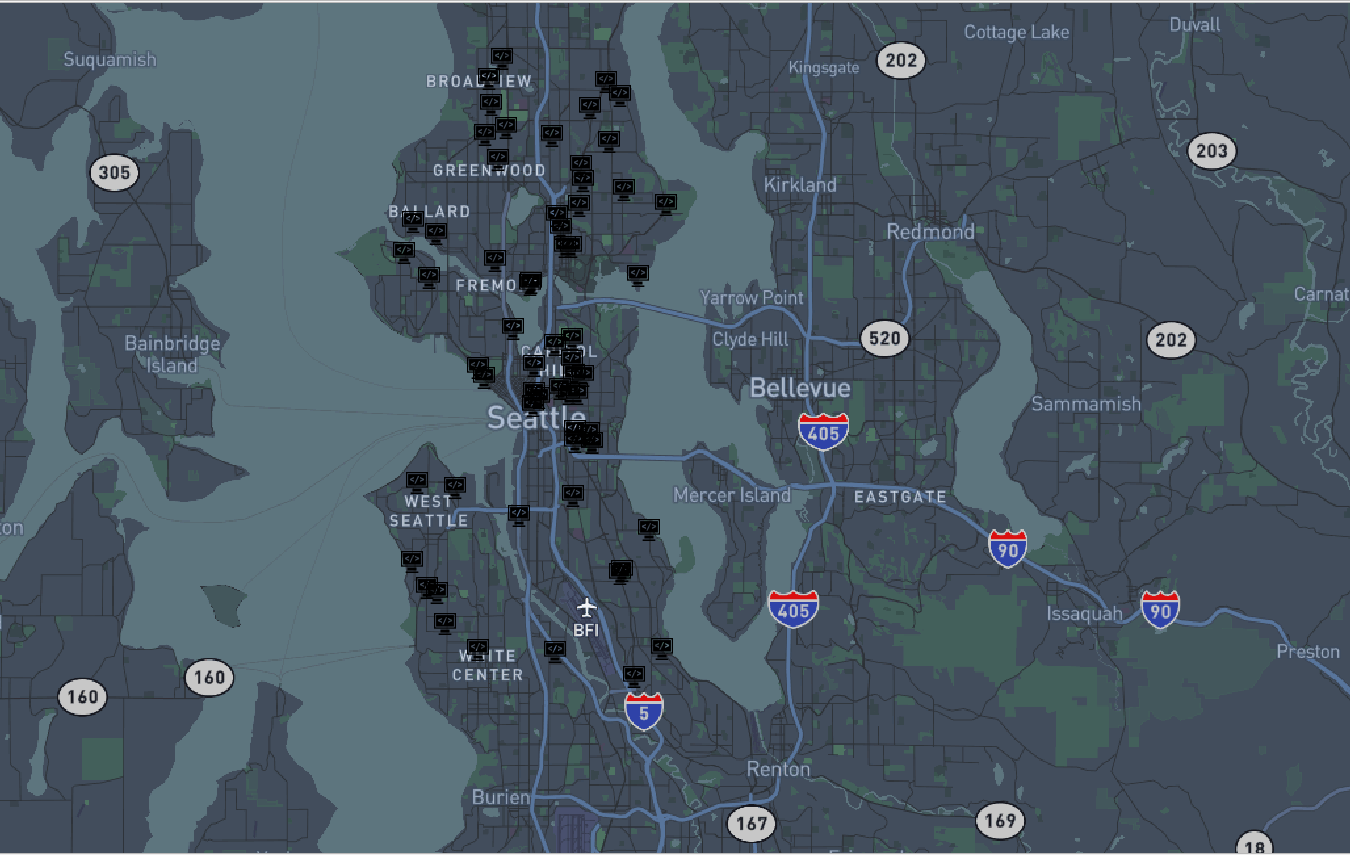 Duvall
Cottage Lake
Suquamish
202
Kingsgate
BROADVIEW
203
305
GREENWOOD
Kirkland
BALLARD
Redmond
FREMO
Carnat
Yarrow Point
Clyde Hill
520
202
Bainbridge
Island
CAPITOL
HILL
Bellevue
Sammamish
Seattle
405
Mercer Island
EASTGATE
WEST
SEATTLE
on
90
405
BFI
Issaquah
90
Preston
WHITE
CENTER
160
160
5
Renton
Burien
167
169
18